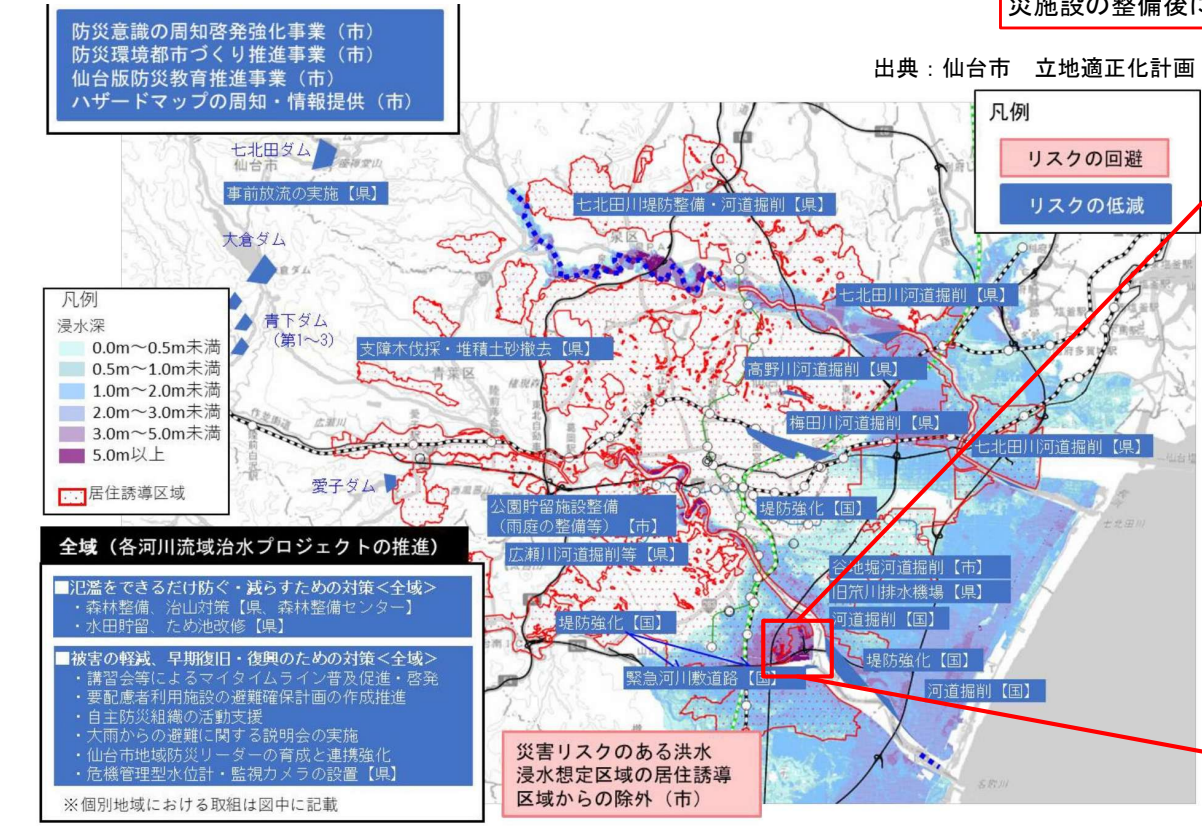 災施設の整備後に
出典：仙台市　立地適正化計画
防災意識の周知啓発強化事業（市）
防災環境都市づくり推進事業（市）
仙台版防災教育推進事業（市）
ハザードマップの周知・情報提供（市）
凡例
リスクの回避
リスクの低減
七北田ダム
仙台市
事前放流の実施【県】
七北田川堤防整備・河道掘削【県】
泉区
大倉ダム
七北田川河道掘削【県】
凡例
浸水深
0.0m～0.5m未満
0.5m～1.0m未満
1.0m～2.0m未満
2.0m～3.0m未満
3.0m～5.0m未満
5.0m以上
居住誘導区域
青下ダム
（第1～3）
支障木伐採・堆積土砂撤去【県】
青葉区
高野川河道掘削【県】
梅田川河道掘削【県】
七北田川河道掘削【県】
広瀬川
愛子ダム
公園貯留施設整備
（雨庭の整備等）【市】
堤防強化【国】
七北田川
広瀬川河道掘削等【県】
谷地堀河道掘削【市】
旧笊川排水機場【県】
河道掘削【国】
堤防強化【国】
堤防強化【国】
緊急河川敷道路【国】
河道掘削【国】
名取川
全域（各河川流域治水プロジェクトの推進）
■氾濫をできるだけ防ぐ・減らすための対策＜全域＞
・森林整備、治山対策【県、森林整備センター】
・水田貯留、ため池改修【県】
■被害の軽減、早期復旧・復興のための対策＜全域＞
・講習会等によるマイタイムライン普及促進・啓発
・要配慮者利用施設の避難確保計画の作成推進
・自主防災組織の活動支援
・大雨からの避難に関する説明会の実施
・仙台市地域防災リーダーの育成と連携強化
・危機管理型水位計・監視カメラの設置【県】
※個別地域における取組は図中に記載
災害リスクのある洪水
浸水想定区域の居住誘導
区域からの除外（市）